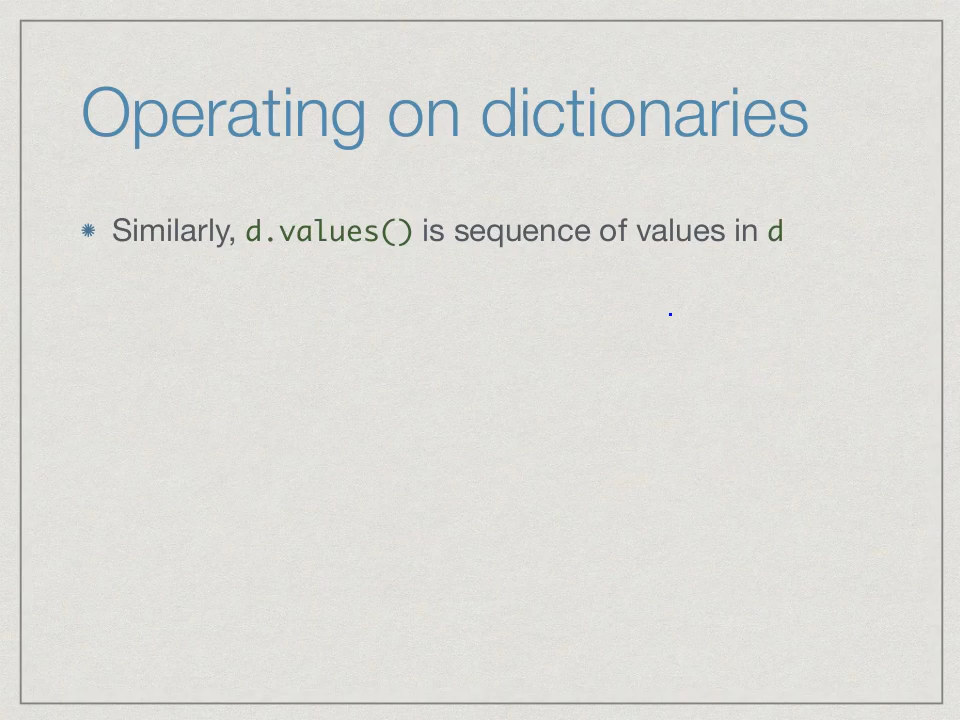 Operating on dictionaries
Similarly, d.values() is sequence of values in d